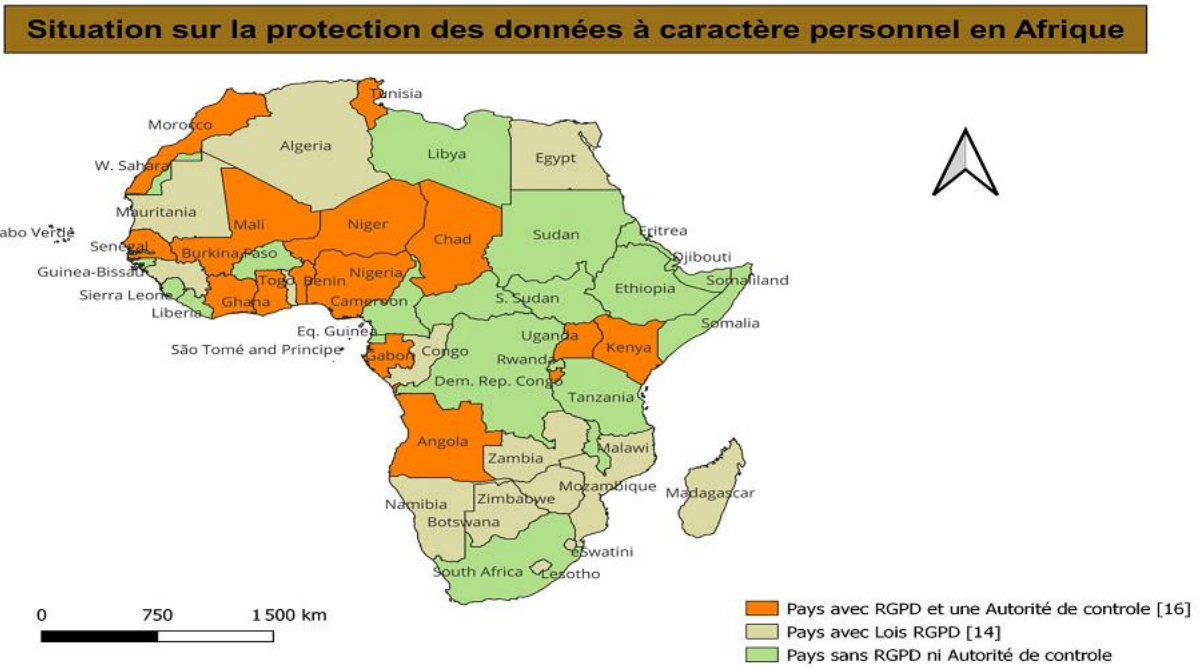 Situation sur la protection des données à caractère personnel en Afrique
Tunisia
Morocco
Algeria
Libya
Egypt
W. Sahara
Mauritania
Mali
Niger
Chad
Sudan
Eritrea
abo Verde
Senegal
Burkina Faso
Djibouti
Guinea-Bissau
Togo
Benin
Nigeria
Somaliland
Ethiopia
Sierra Leone
Ghana
Cameroon
S. Sudan
Liberia
Somalia
Eq. Guinea
Uganda
Kenya
São Tomé and Principe
Gabon
Congo
Rwanda
Dem. Rep. Congo
Tanzania
Angola
Malawi
Zambia
Mozambique
Madagascar
Namibia
Zimbabwe
Botswana
eSwatini
South Africa
Lesotho
0 750 1 500 km
Pays avec RGPD et une Autorité de controle [16]
Pays avec Lois RGPD [14]
Pays sans RGPD ni Autorité de controle